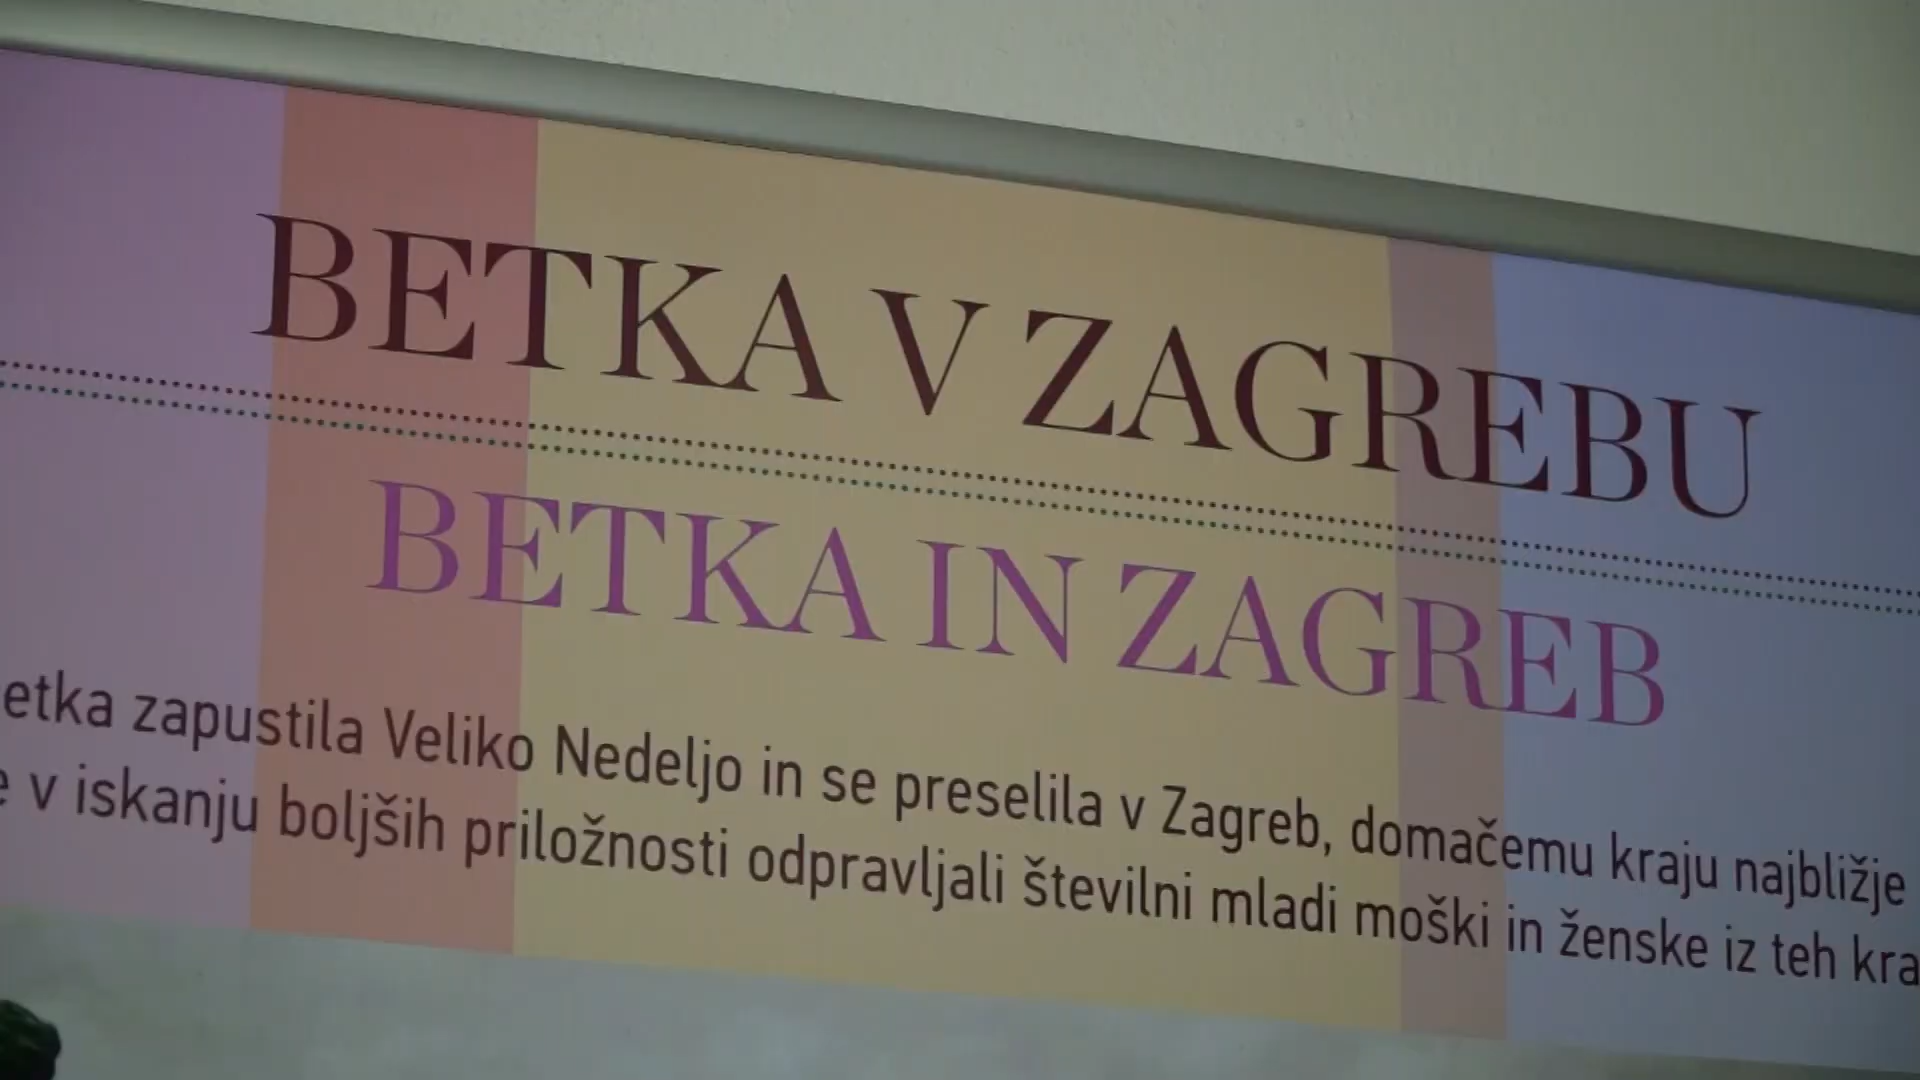 BETKA V ZAGREBU
BETKA IN ZAGREB
etka zapustila Veliko Nedeljo in se preselila v Zagreb, domačemu kraju najbližje
v iskanju boljših priložnosti odpravljali številni mladi moški in ženske iz teh kra